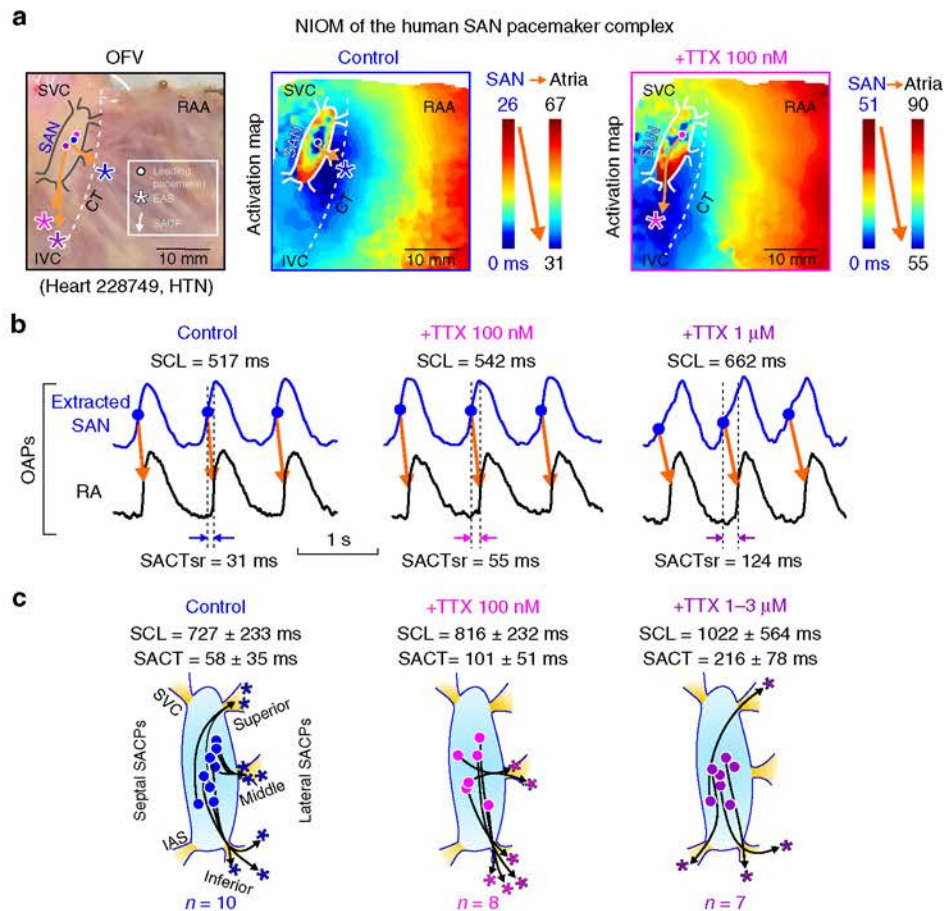 a
NIOM of the human SAN pacemaker complex
OFV
Control
+TTX 100 nM
SVC
RAA
SAN
CT
IVC
Leading
pacemaker
EAS
SACP
10 mm
(Heart 228749, HTN)
Activation map
SVC
RAA
SAN
CT
IVC
10 mm
SAN Atria
26 67
0 ms 31
Activation map
SVC
RAA
SAN
CT
IVC
10 mm
SAN Atria
51 90
0 ms 55
b
Control
SCL = 517 ms
+TTX 100 nM
SCL = 542 ms
+TTX 1 μM
SCL = 662 ms
OAPs
Extracted
SAN
RA
1 s
SACTsr = 31 ms
SACTsr = 55 ms
SACTsr = 124 ms
c
Control
SCL = 727 ± 233 ms
SACT = 58 ± 35 ms
+TTX 100 nM
SCL = 816 ± 232 ms
SACT = 101 ± 51 ms
+TTX 1–3 μM
SCL = 1022 ± 564 ms
SACT = 216 ± 78 ms
SVC
Superior
Septal SACPs
Lateral SACPs
Middle
IAS
Inferior
n = 10
n = 8
n = 7